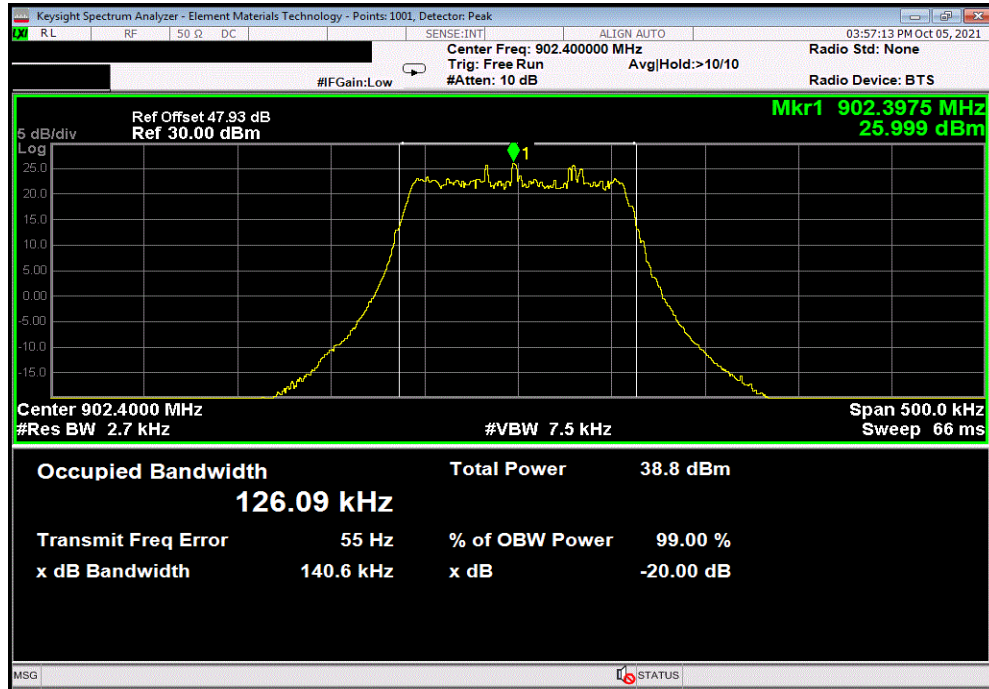 Keysight Spectrum Analyzer - Element Materials Technology - Points: 1001, Detector: Peak
LXI RL RF 50 Ω DC SENSE:INT ALIGN AUTO 03:57:13 PM Oct 05, 2021
Center Freq: 902.400000 MHz Radio Std: None
Trig: Free Run Avg|Hold:>10/10
#IFGain:Low #Atten: 10 dB Radio Device: BTS
Mkr1 902.3975 MHz
25.999 dBm
Ref Offset 47.93 dB
5 dB/div Ref 30.00 dBm
Log
1
25.0
20.0
15.0
10.0
5.00
0.00
-5.00
-10.0
-15.0
Center 902.4000 MHz Span 500.0 kHz
#Res BW 2.7 kHz #VBW 7.5 kHz Sweep 66 ms
Occupied Bandwidth Total Power 38.8 dBm
126.09 kHz
Transmit Freq Error 55 Hz % of OBW Power 99.00 %
x dB Bandwidth 140.6 kHz x dB -20.00 dB
MSG STATUS